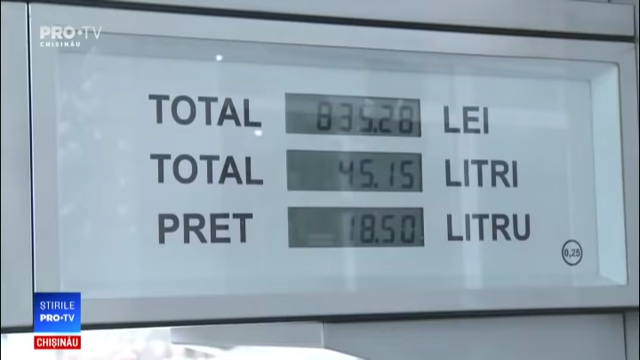 PRO•TV
CHIȘINĂU
TOTAL 835.28 LEI
TOTAL 45.15 LITRI
PRET 18.50 LITRU
0,25
ȘTIRILE
PRO•TV
CHIȘINĂU